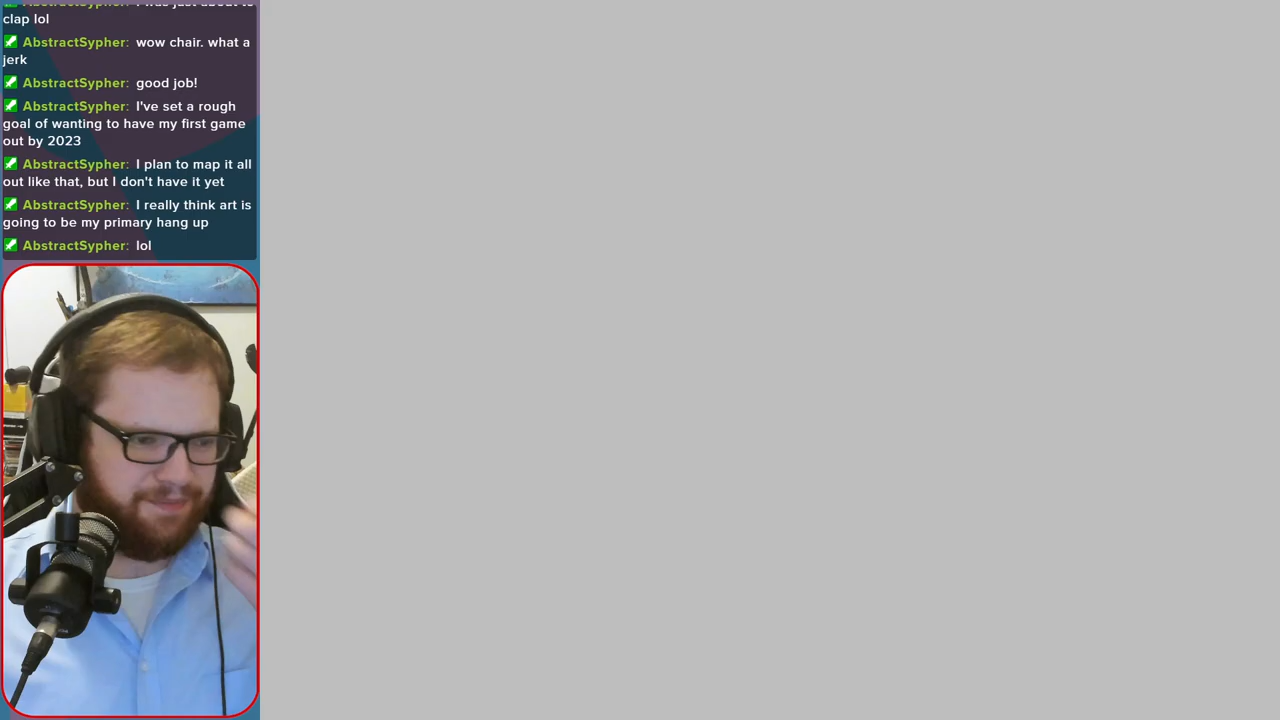 clap lol
AbstractSypher: wow chair. what a
jerk
AbstractSypher: good job!
AbstractSypher: I've set a rough
goal of wanting to have my first game
out by 2023
AbstractSypher: I plan to map it all
out like that, but I don't have it yet
AbstractSypher: I really think art is
going to be my primary hang up
AbstractSypher: lol